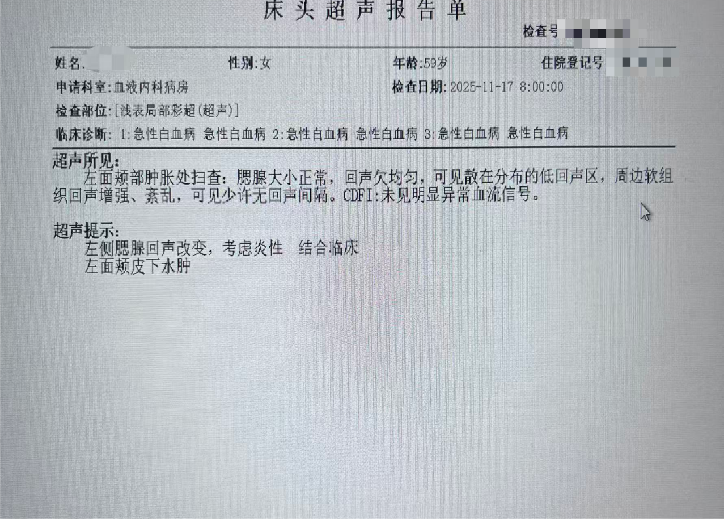 床头超声报告单
检查号
姓名: 性别:女 年龄:59岁 住院登记号
申请科室:血液内科病房 检查日期:2025-11-17 8:00:00
检查部位:[浅表局部彩超(超声)]
临床诊断: 1:急性白血病 急性白血病 2:急性白血病 急性白血病 3:急性白血病 急性白血病
超声所见:
左面颊部肿胀处扫查: 腮腺大小正常, 回声欠均匀, 可见散在分布的低回声区, 周边软组
织回声增强、紊乱, 可见少许无回声间隔。CDFI:未见明显异常血流信号。
超声提示:
左侧腮腺回声改变, 考虑炎性 结合临床
左面颊皮下水肿